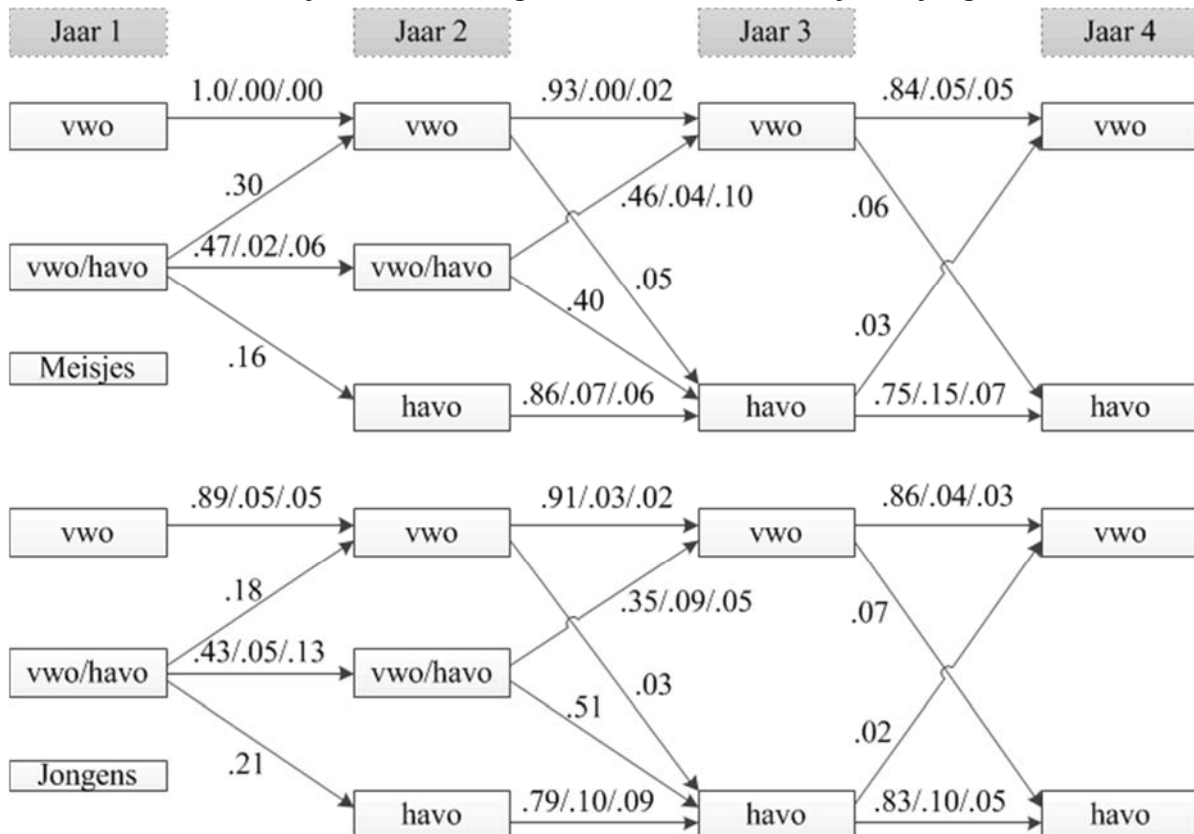 Jaar 1 Jaar 2 Jaar 3 Jaar 4
1.0/.00/.00 .93/.00/.02 .84/.05/.05
vwo vwo vwo vwo
.30 .46/.04/.10 .06
.47/.02/.06
vwo/havo vwo/havo
.05
.40
.03
Meisjes
.16
.86/.07/.06 .75/.15/.07
havo havo havo
.89/.05/.05 .91/.03/.02 .86/.04/.03
vwo vwo vwo vwo
.18 .35/.09/.05 .07
.43/.05/.13
vwo/havo vwo/havo
.03
.51
.02
Jongens
.21
.79/.10/.09 .83/.10/.05
havo havo havo